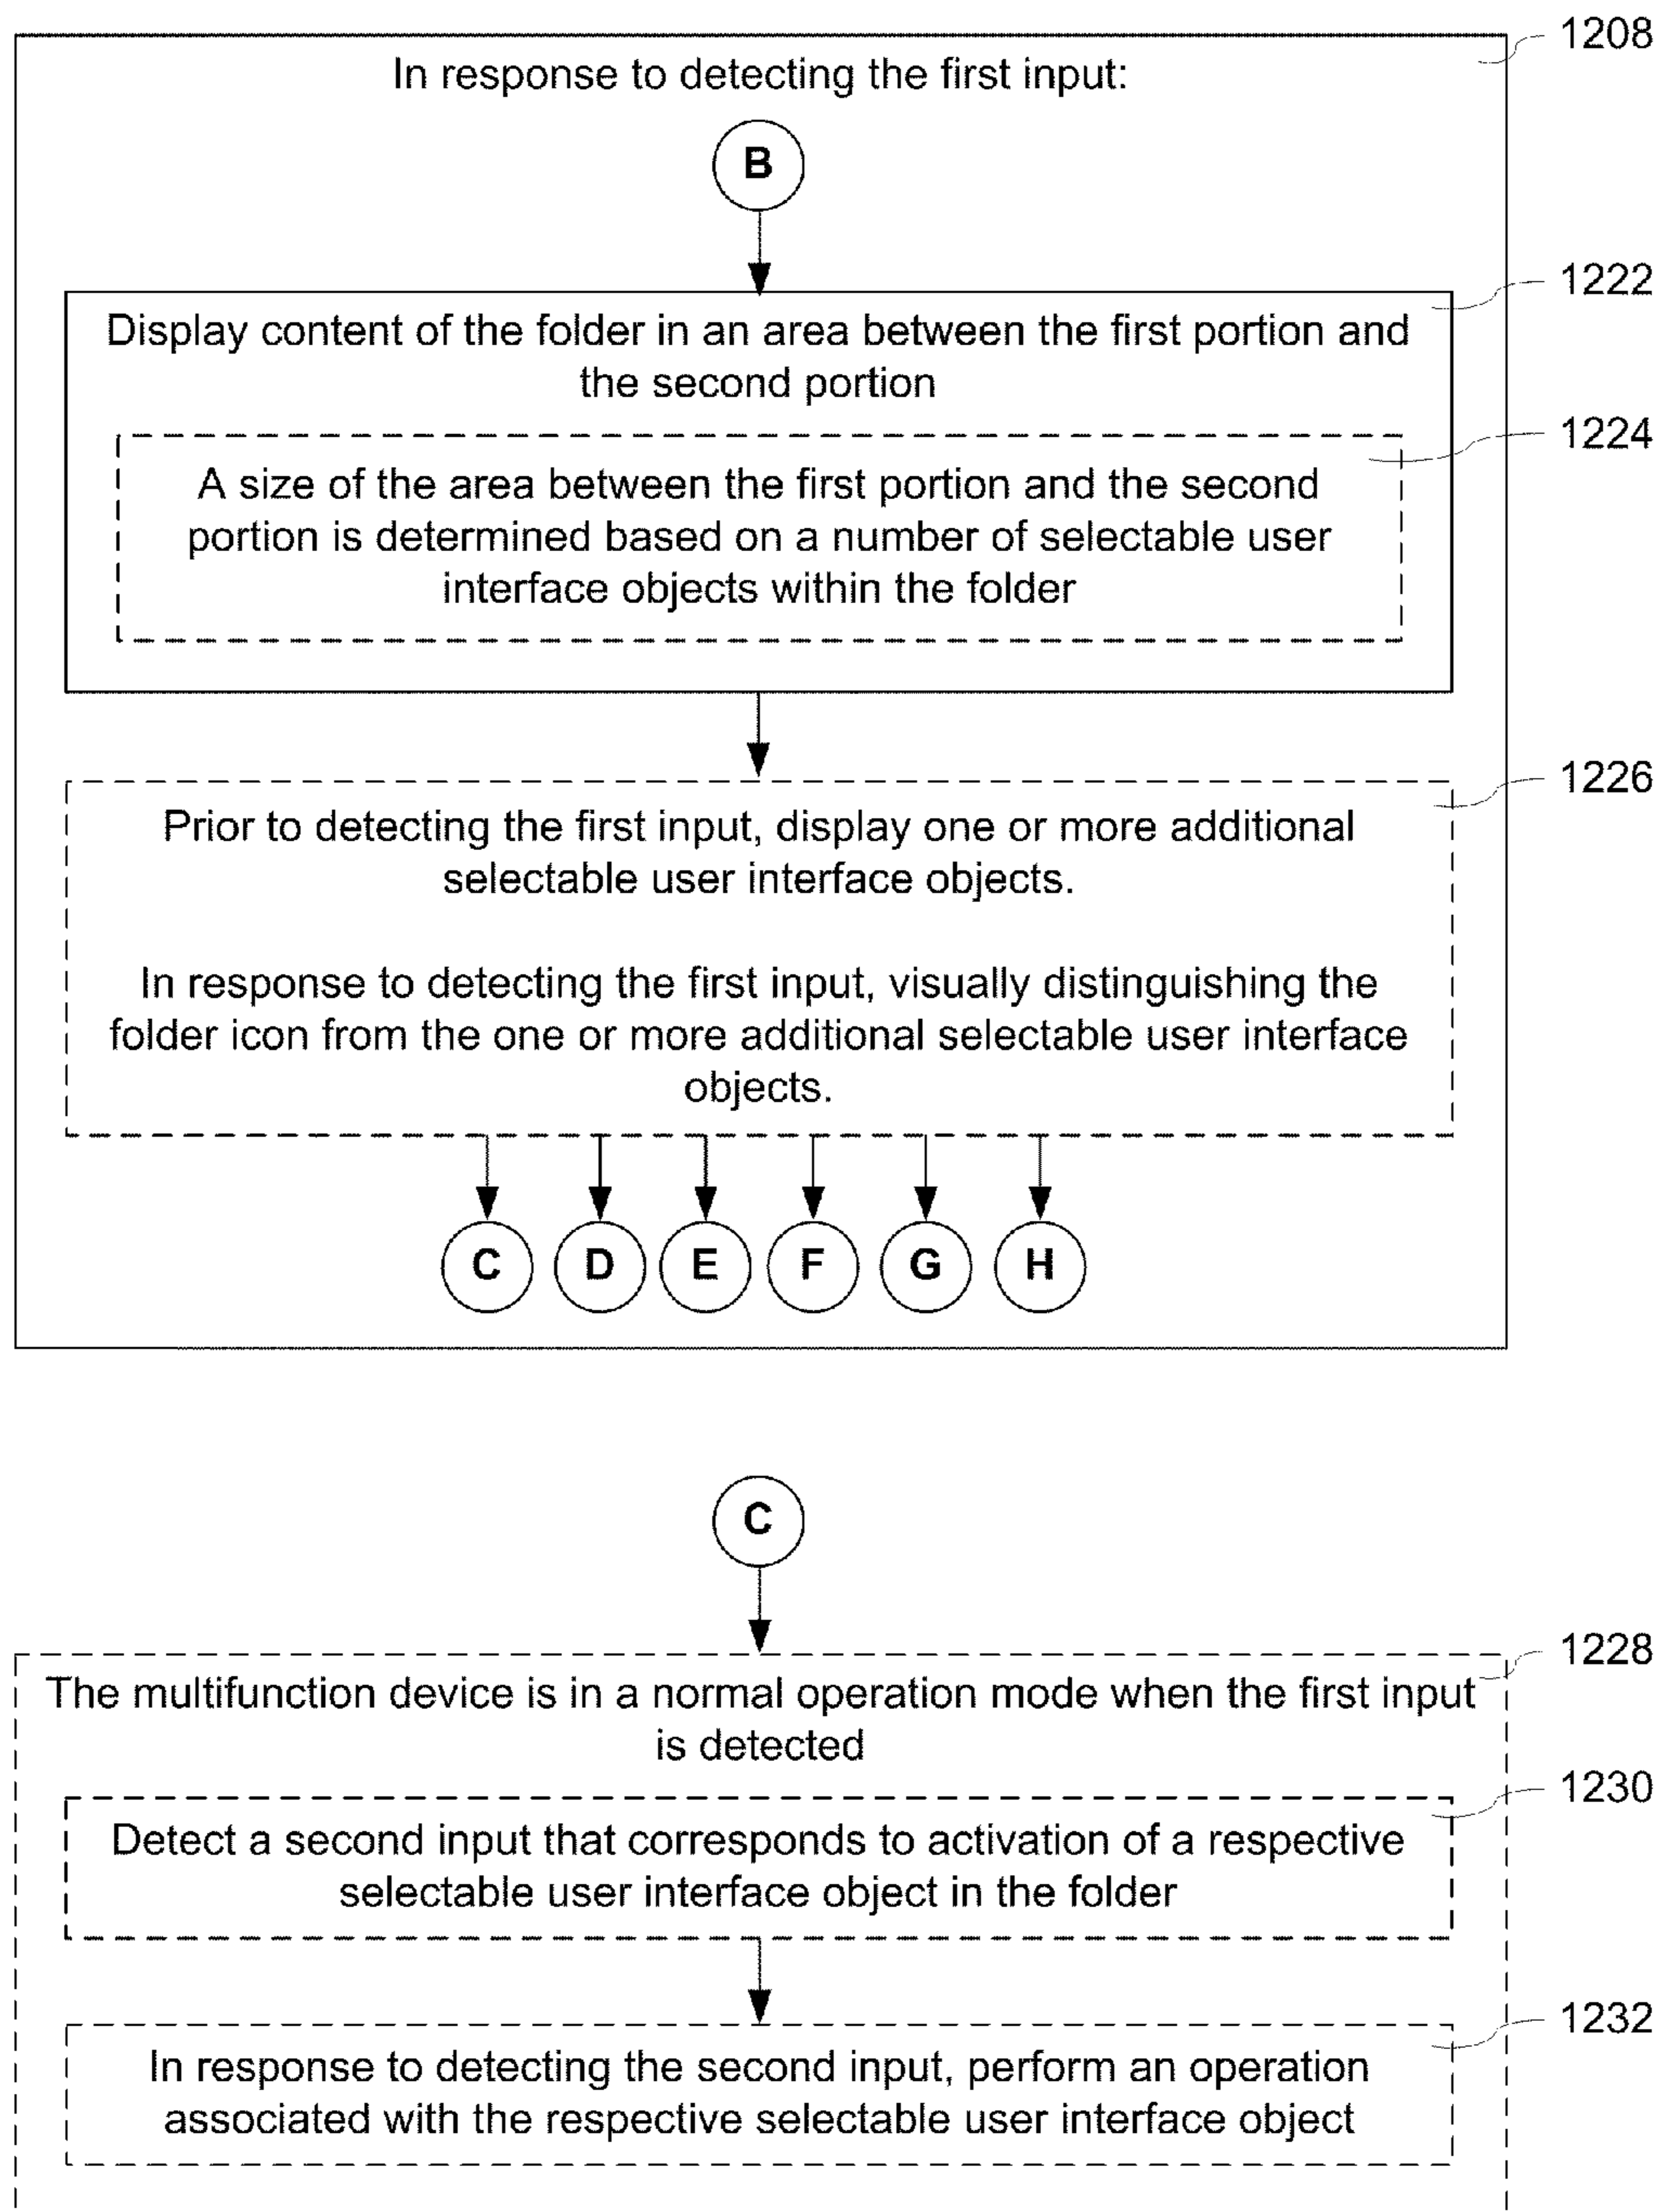 1208
In response to detecting the first input:
B
1222
Display content of the folder in an area between the first portion and
the second portion
1224
A size of the area between the first portion and the second
portion is determined based on a number of selectable user
interface objects within the folder
1226
Prior to detecting the first input, display one or more additional
selectable user interface objects.
In response to detecting the first input, visually distinguishing the
folder icon from the one or more additional selectable user interface
objects.
C D E F G H
C
1228
The multifunction device is in a normal operation mode when the first input
is detected
1230
Detect a second input that corresponds to activation of a respective
selectable user interface object in the folder
1232
In response to detecting the second input, perform an operation
associated with the respective selectable user interface object